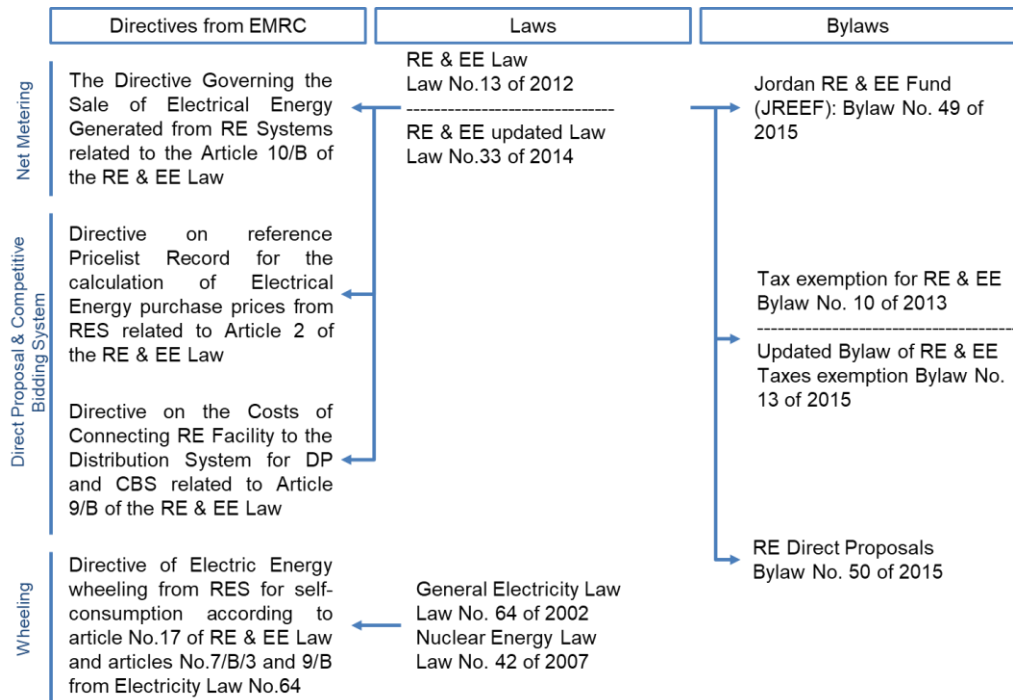 Directives from EMRC
Laws
Bylaws
Net Metering
The Directive Governing the
Sale of Electrical Energy
Generated from RE Systems
related to the Article 10/B of
the RE & EE Law
RE & EE Law
Law No.13 of 2012
--------------------------------
RE & EE updated Law
Law No.33 of 2014
Jordan RE & EE Fund
(JREEF): Bylaw No. 49 of
2015
Direct Proposal & Competitive
Bidding System
Directive on reference
Pricelist Record for the
calculation of Electrical
Energy purchase prices from
RES related to Article 2 of
the RE & EE Law
Tax exemption for RE & EE
Bylaw No. 10 of 2013
----------------------------------------
Updated Bylaw of RE & EE
Taxes exemption Bylaw No.
13 of 2015
Directive on the Costs of
Connecting RE Facility to the
Distribution System for DP
and CBS related to Article
9/B of the RE & EE Law
RE Direct Proposals
Bylaw No. 50 of 2015
Wheeling
Directive of Electric Energy
wheeling from RES for self-
consumption according to
article No.17 of RE & EE Law
and articles No.7/B/3 and 9/B
from Electricity Law No.64
General Electricity Law
Law No. 64 of 2002
Nuclear Energy Law
Law No. 42 of 2007